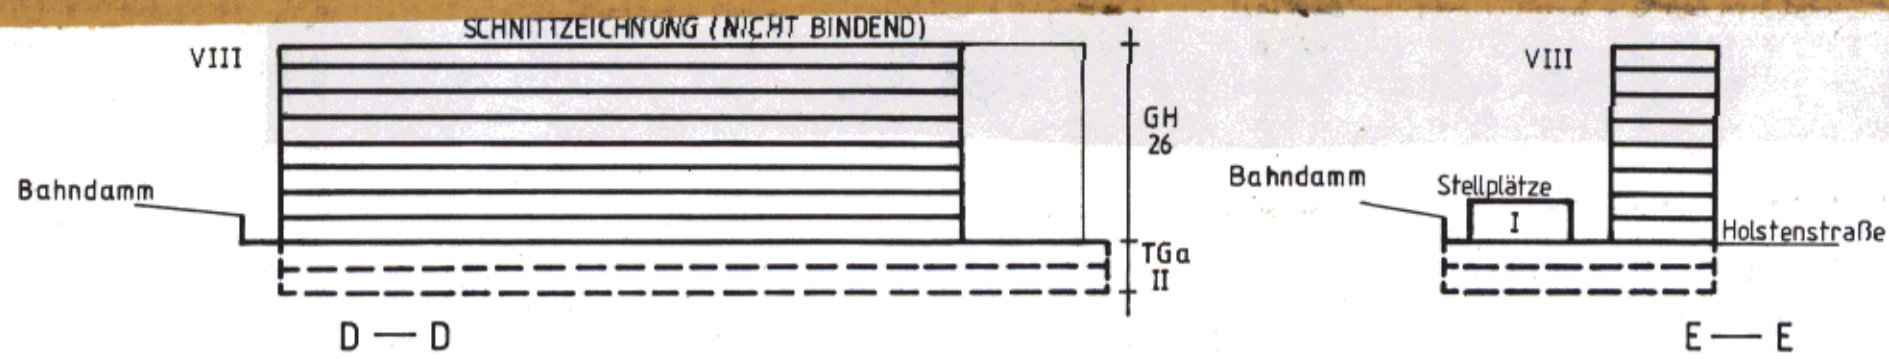 SCHNITTZEICHNUNG (NICHT BINDEND)
VIII
Bahndamm
GH
26
TGa
II
D — D
VIII
Bahndamm
Stellplätze
I
Holstenstraße
E — E